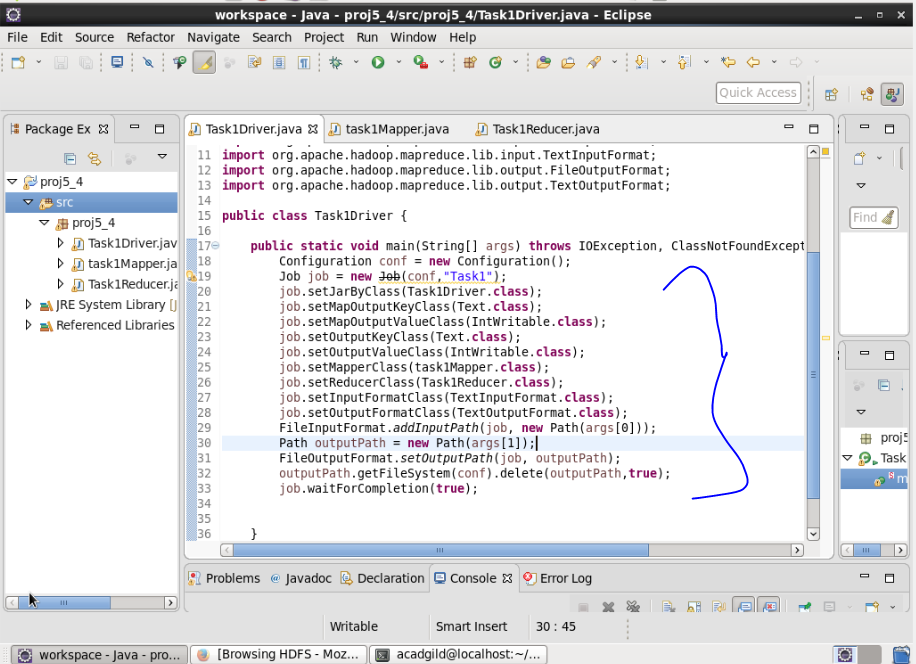 workspace - Java - proj5_4/src/proj5_4/Task1Driver.java - Eclipse
File Edit Source Refactor Navigate Search Project Run Window Help
Quick Access
Package Ex
Task1Driver.java task1Mapper.java Task1Reducer.java
proj5_4
src
proj5_4
Task1Driver.jav
task1Mapper.ja
Task1Reducer.ja
JRE System Library [J
Referenced Libraries
11 import org.apache.hadoop.mapreduce.lib.input.TextInputFormat;
12 import org.apache.hadoop.mapreduce.lib.output.FileOutputFormat;
13 import org.apache.hadoop.mapreduce.lib.output.TextOutputFormat;
14
15 public class Task1Driver {
16
17 public static void main(String[] args) throws IOException, ClassNotFoundExcept
18 Configuration conf = new Configuration();
19 Job job = new Job(conf,"Task1");
20 job.setJarByClass(Task1Driver.class);
21 job.setMapOutputKeyClass(Text.class);
22 job.setMapOutputValueClass(IntWritable.class);
23 job.setOutputKeyClass(Text.class);
24 job.setOutputValueClass(IntWritable.class);
25 job.setMapperClass(task1Mapper.class);
26 job.setReducerClass(Task1Reducer.class);
27 job.setInputFormatClass(TextInputFormat.class);
28 job.setOutputFormatClass(TextOutputFormat.class);
29 FileInputFormat.addInputPath(job, new Path(args[0]));
30 Path outputPath = new Path(args[1]);
31 FileOutputFormat.setOutputPath(job, outputPath);
32 outputPath.getFileSystem(conf).delete(outputPath,true);
33 job.waitForCompletion(true);
34
35
36 }
Find
proj5
Task
m
Problems Javadoc Declaration Console Error Log
Writable Smart Insert 30 : 45
workspace - Java - pro... [Browsing HDFS - Moz... acadgild@localhost:~/...